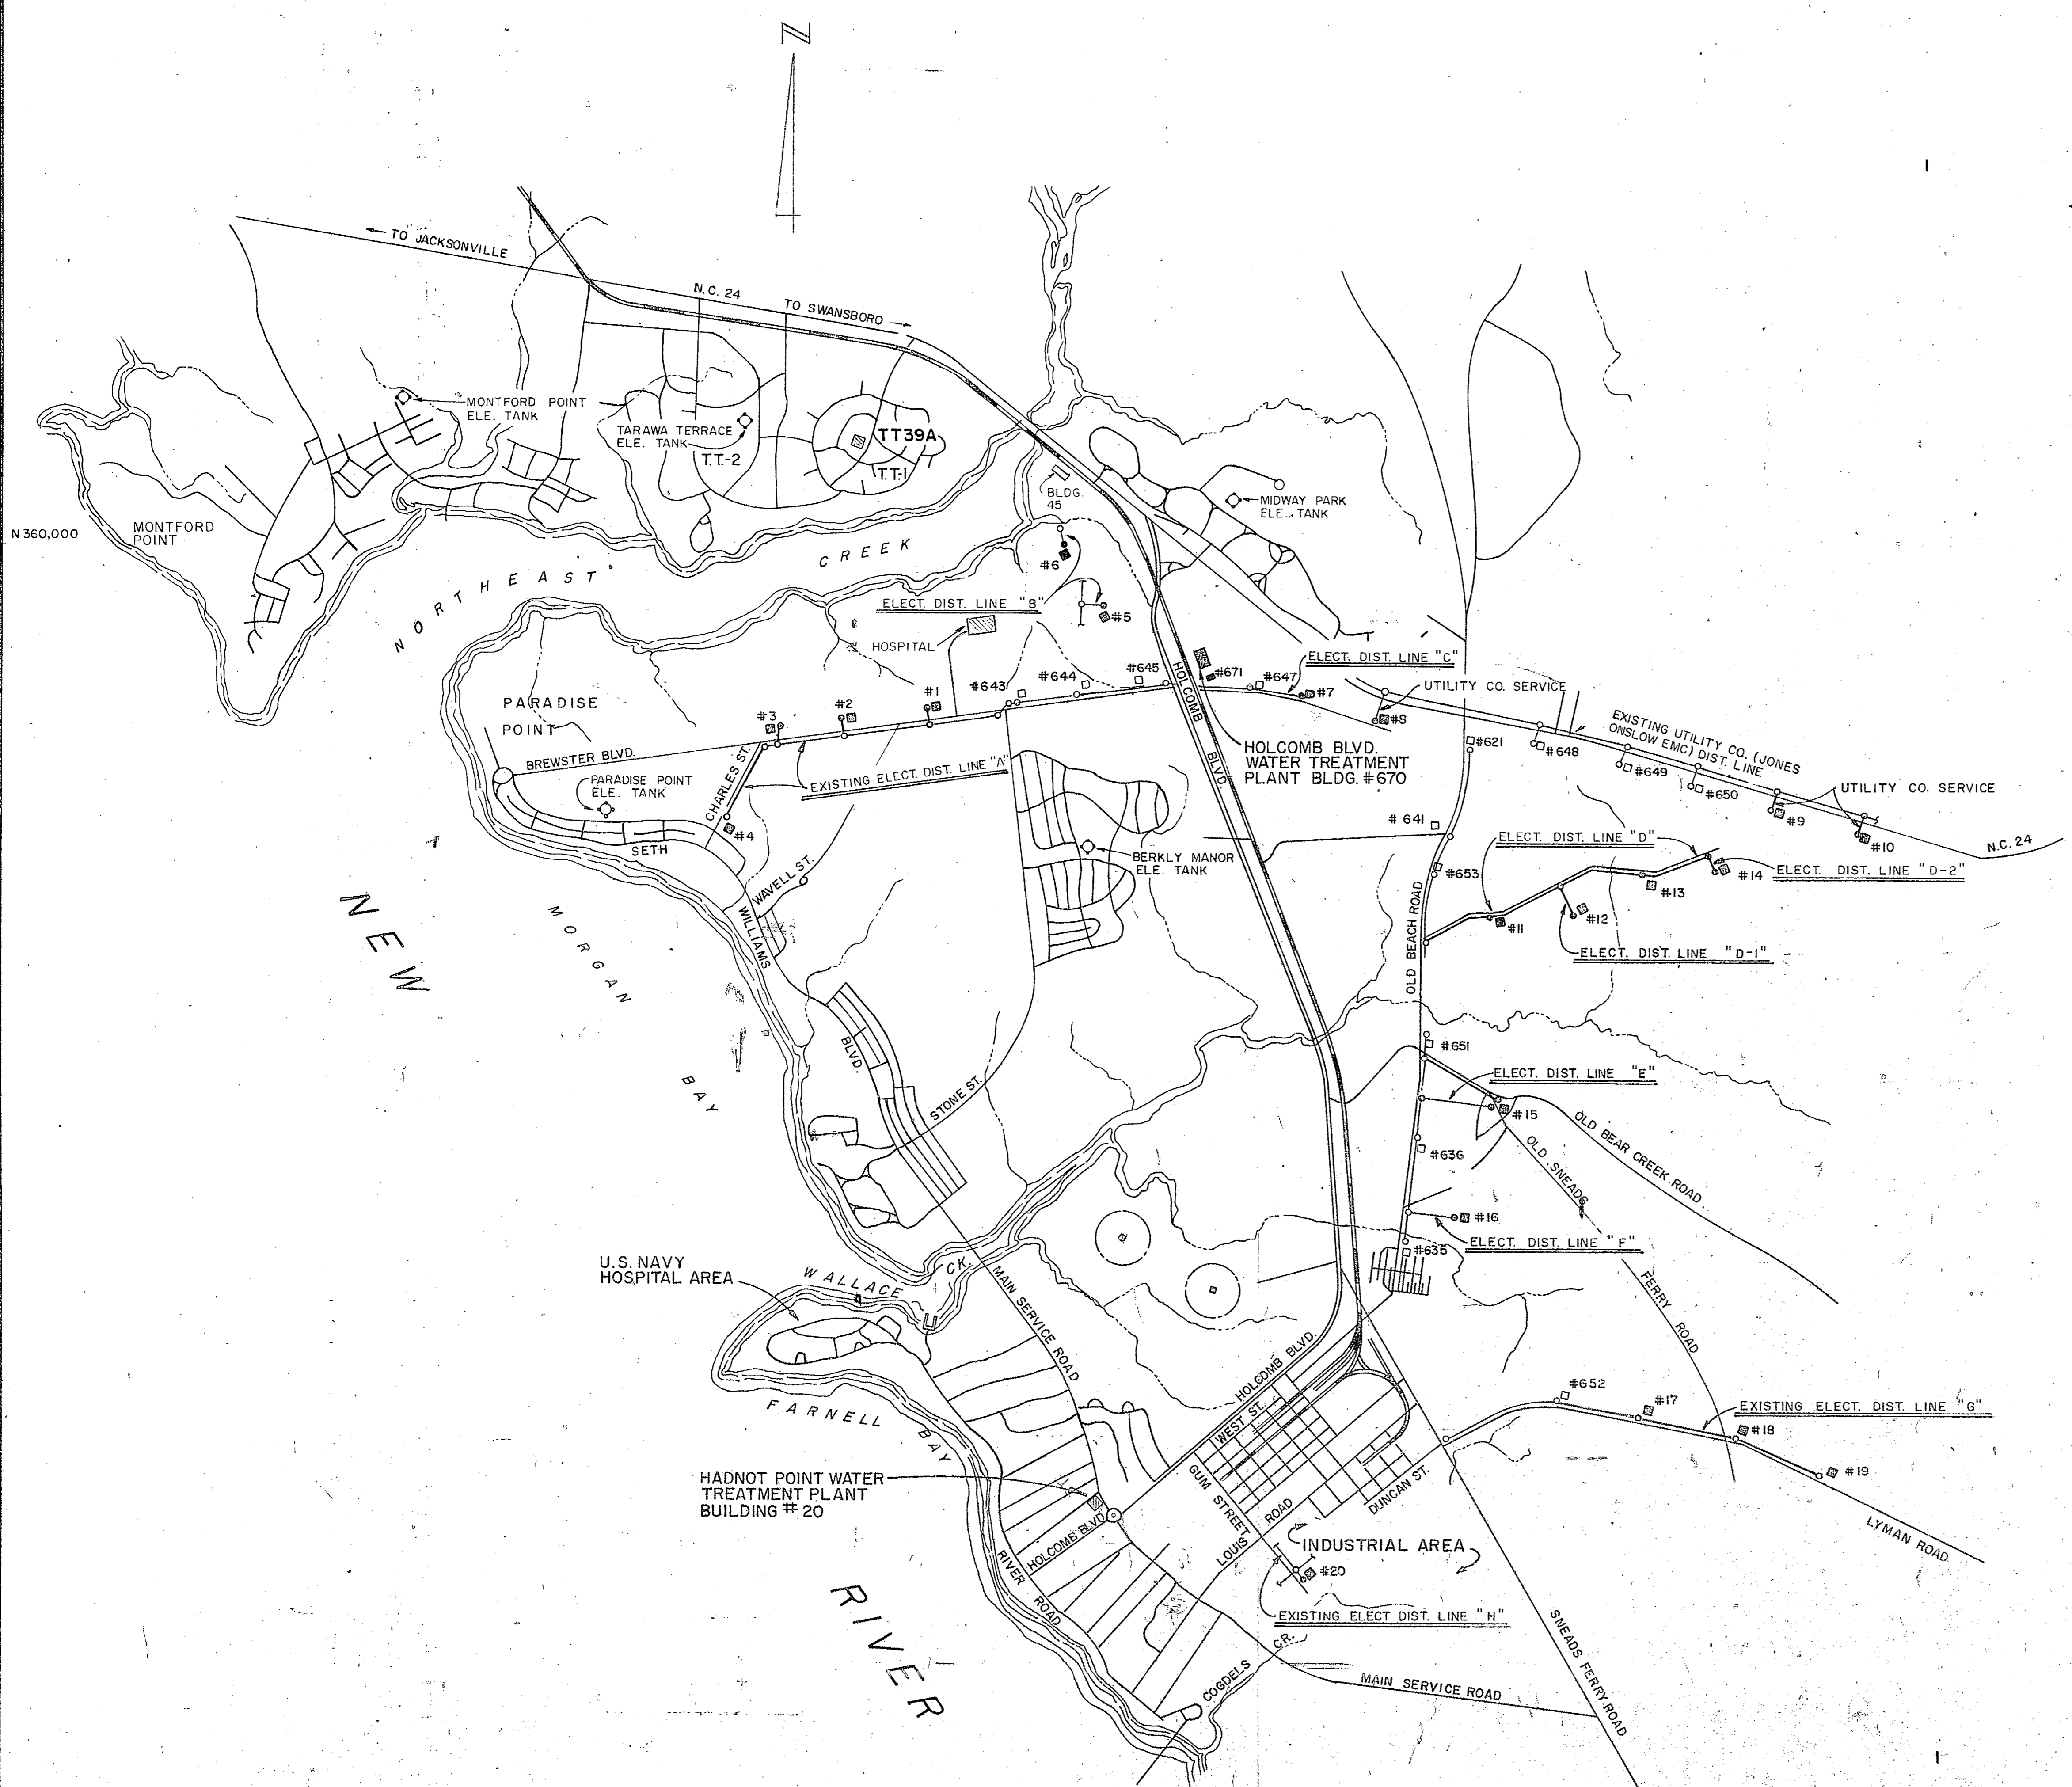 N
← TO JACKSONVILLE
N.C. 24
TO SWANSBORO →
MONTFORD POINT
ELE. TANK
TARAWA TERRACE
ELE. TANK
T.T.-2
TT39A
T.T.-1
BLDG.
45
MIDWAY PARK
ELE. TANK
N 360,000
MONTFORD
POINT
NORTHEAST
CREEK
#6
ELECT. DIST. LINE "B"
#5
HOSPITAL
#645
#644
#643
#671
#647
ELECT. DIST. LINE "C"
#7
UTILITY CO. SERVICE
#8
PARADISE
POINT
#3
#2
#1
HOLCOMB
BLVD.
HOLCOMB BLVD.
WATER TREATMENT
PLANT BLDG. #670
#621
#648
EXISTING UTILITY CO. (JONES
ONSLOW EMC) DIST. LINE
#649
#650
UTILITY CO. SERVICE
#9
#10
N.C. 24
BREWSTER BLVD.
PARADISE POINT
ELE. TANK
CHARLES ST.
EXISTING ELECT. DIST. LINE "A"
#4
SETH
WILLIAMS
BLVD.
WAVELL ST.
BERKLY MANOR
ELE. TANK
# 641
#653
ELECT. DIST. LINE "D"
#14
ELECT. DIST. LINE "D-2"
#13
#12
#11
ELECT. DIST. LINE "D-1"
OLD BEACH ROAD
NEW
MORGAN
BAY
STONE ST.
#651
ELECT. DIST. LINE "E"
#15
OLD BEAR CREEK ROAD
OLD SNEADS
FERRY
ROAD
#636
#16
ELECT. DIST. LINE "F"
#635
U.S. NAVY
HOSPITAL AREA
WALLACE
CK.
MAIN SERVICE ROAD
FARNELL
BAY
HOLCOMB BLVD.
WEST ST.
#652
#17
EXISTING ELECT. DIST. LINE "G"
#18
#19
LYMAN ROAD
HADNOT POINT WATER
TREATMENT PLANT
BUILDING # 20
GUM STREET
LOUIS
ROAD
DUNCAN ST.
HOLCOMB BLVD.
RIVER
ROAD
INDUSTRIAL AREA
#20
EXISTING ELECT DIST. LINE "H"
RIVER
COGDELS
CR.
MAIN SERVICE ROAD
SNEADS FERRY ROAD